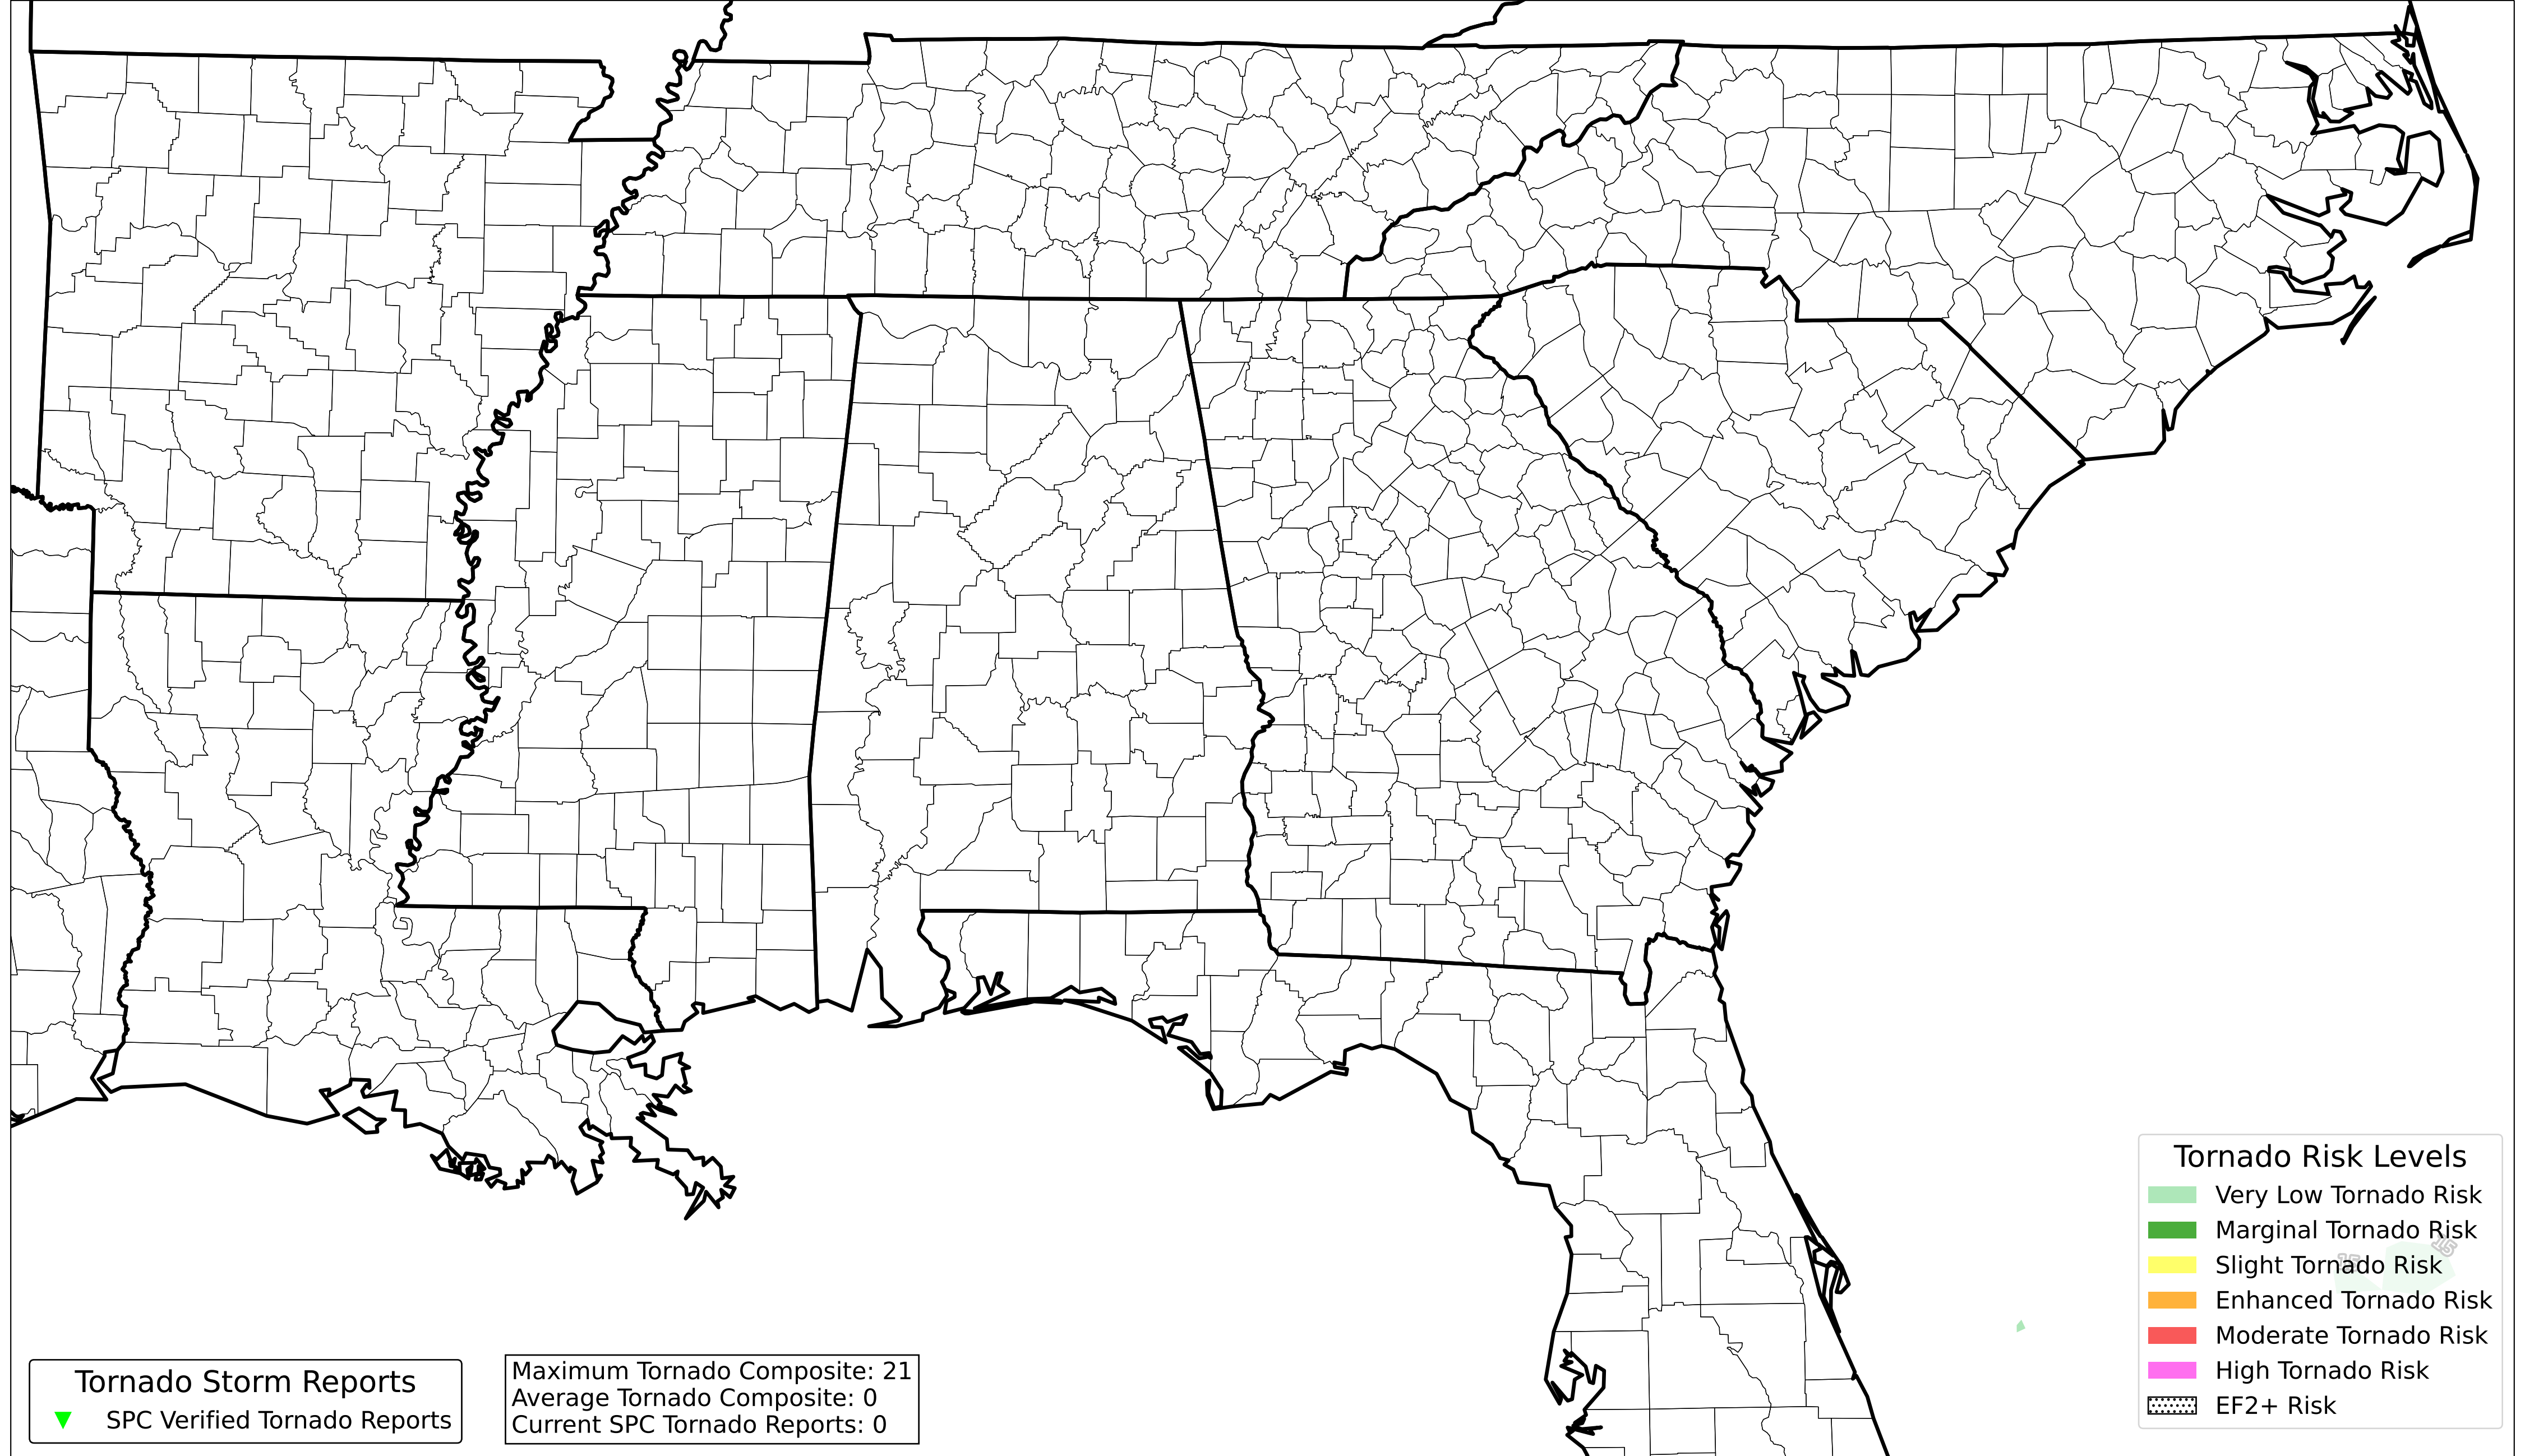 Tornado Storm Reports
SPC Verified Tornado Reports
Maximum Tornado Composite: 21
Average Tornado Composite: 0
Current SPC Tornado Reports: 0
Tornado Risk Levels
Very Low Tornado Risk
Marginal Tornado Risk
Slight Tornado Risk
Enhanced Tornado Risk
Moderate Tornado Risk
High Tornado Risk
EF2+ Risk
15
15